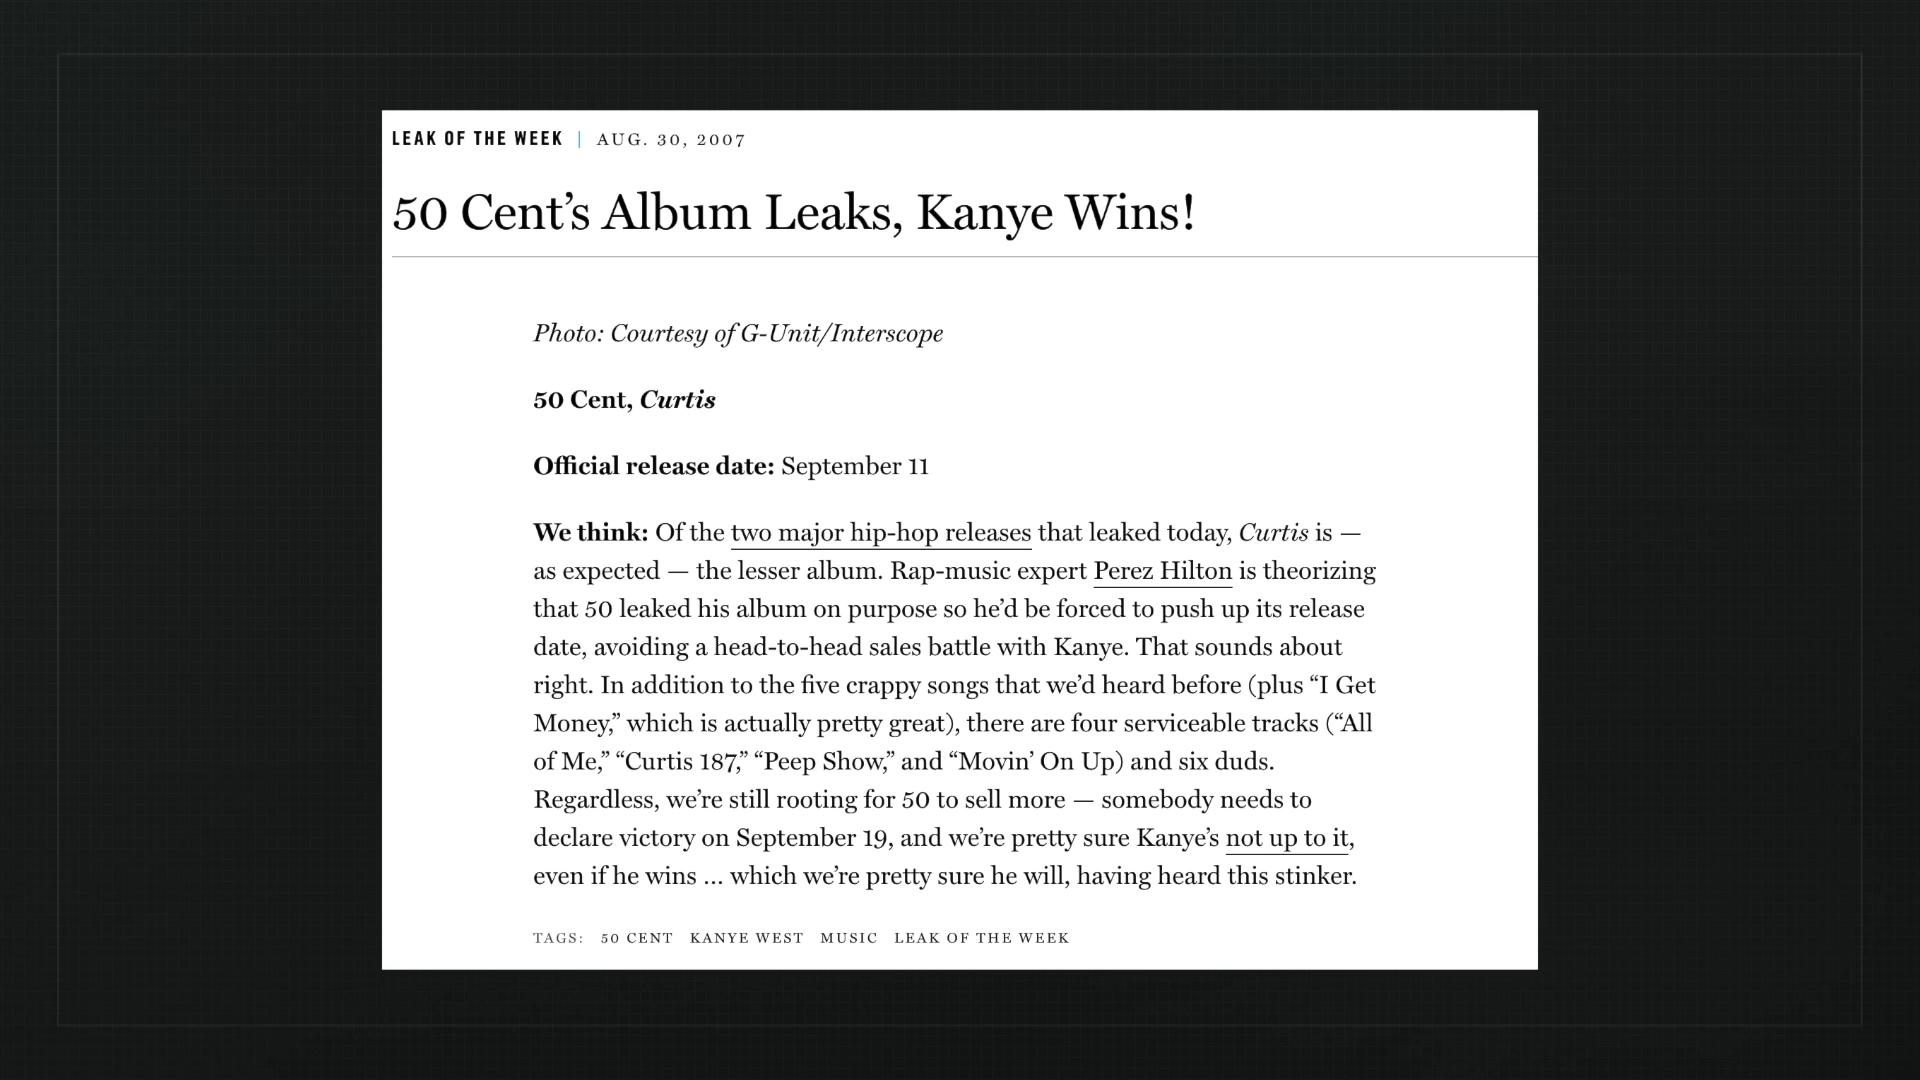 LEAK OF THE WEEK | AUG. 30, 2007
50 Cent’s Album Leaks, Kanye Wins!
Photo: Courtesy of G-Unit/Interscope
50 Cent, Curtis
Official release date: September 11
We think: Of the two major hip-hop releases that leaked today, Curtis is —
as expected — the lesser album. Rap-music expert Perez Hilton is theorizing
that 50 leaked his album on purpose so he’d be forced to push up its release
date, avoiding a head-to-head sales battle with Kanye. That sounds about
right. In addition to the five crappy songs that we’d heard before (plus “I Get
Money,” which is actually pretty great), there are four serviceable tracks (“All
of Me,” “Curtis 187,” “Peep Show,” and “Movin’ On Up) and six duds.
Regardless, we’re still rooting for 50 to sell more — somebody needs to
declare victory on September 19, and we’re pretty sure Kanye’s not up to it,
even if he wins ... which we’re pretty sure he will, having heard this stinker.
TAGS: 50 CENT KANYE WEST MUSIC LEAK OF THE WEEK